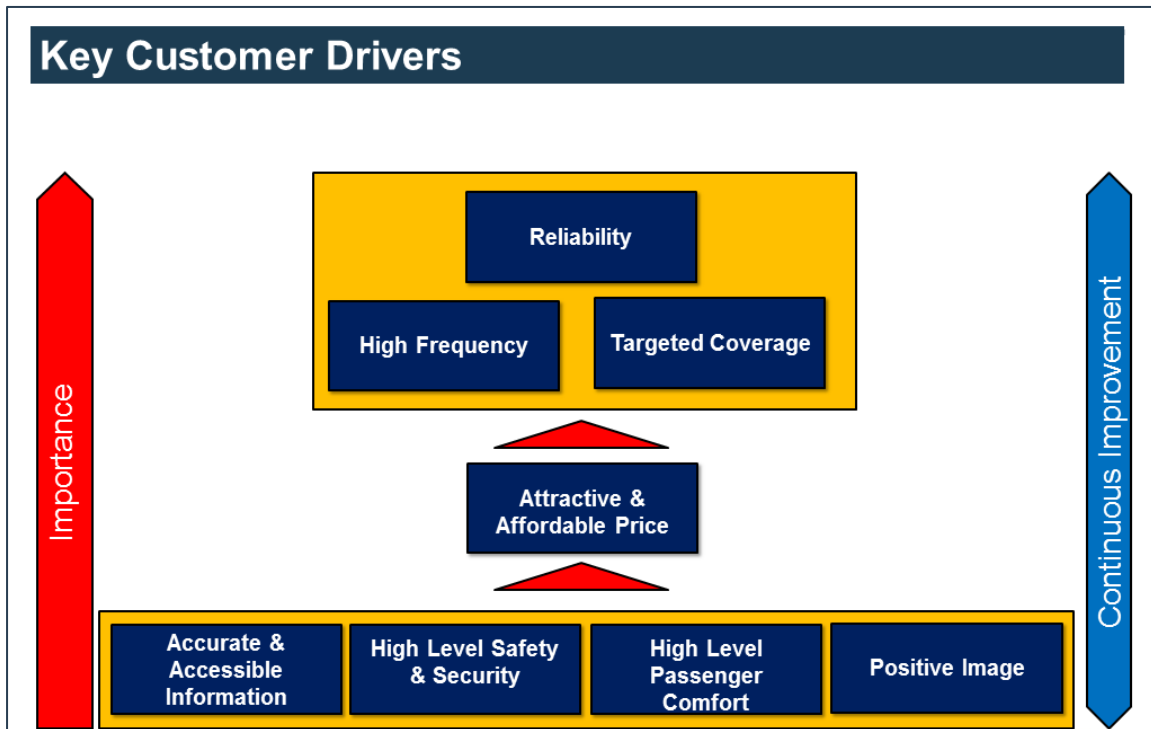 Key Customer Drivers
Importance
Reliability
High Frequency
Targeted Coverage
Attractive &
Affordable Price
Accurate &
Accessible
Information
High Level Safety
& Security
High Level
Passenger
Comfort
Positive Image
Continuous Improvement